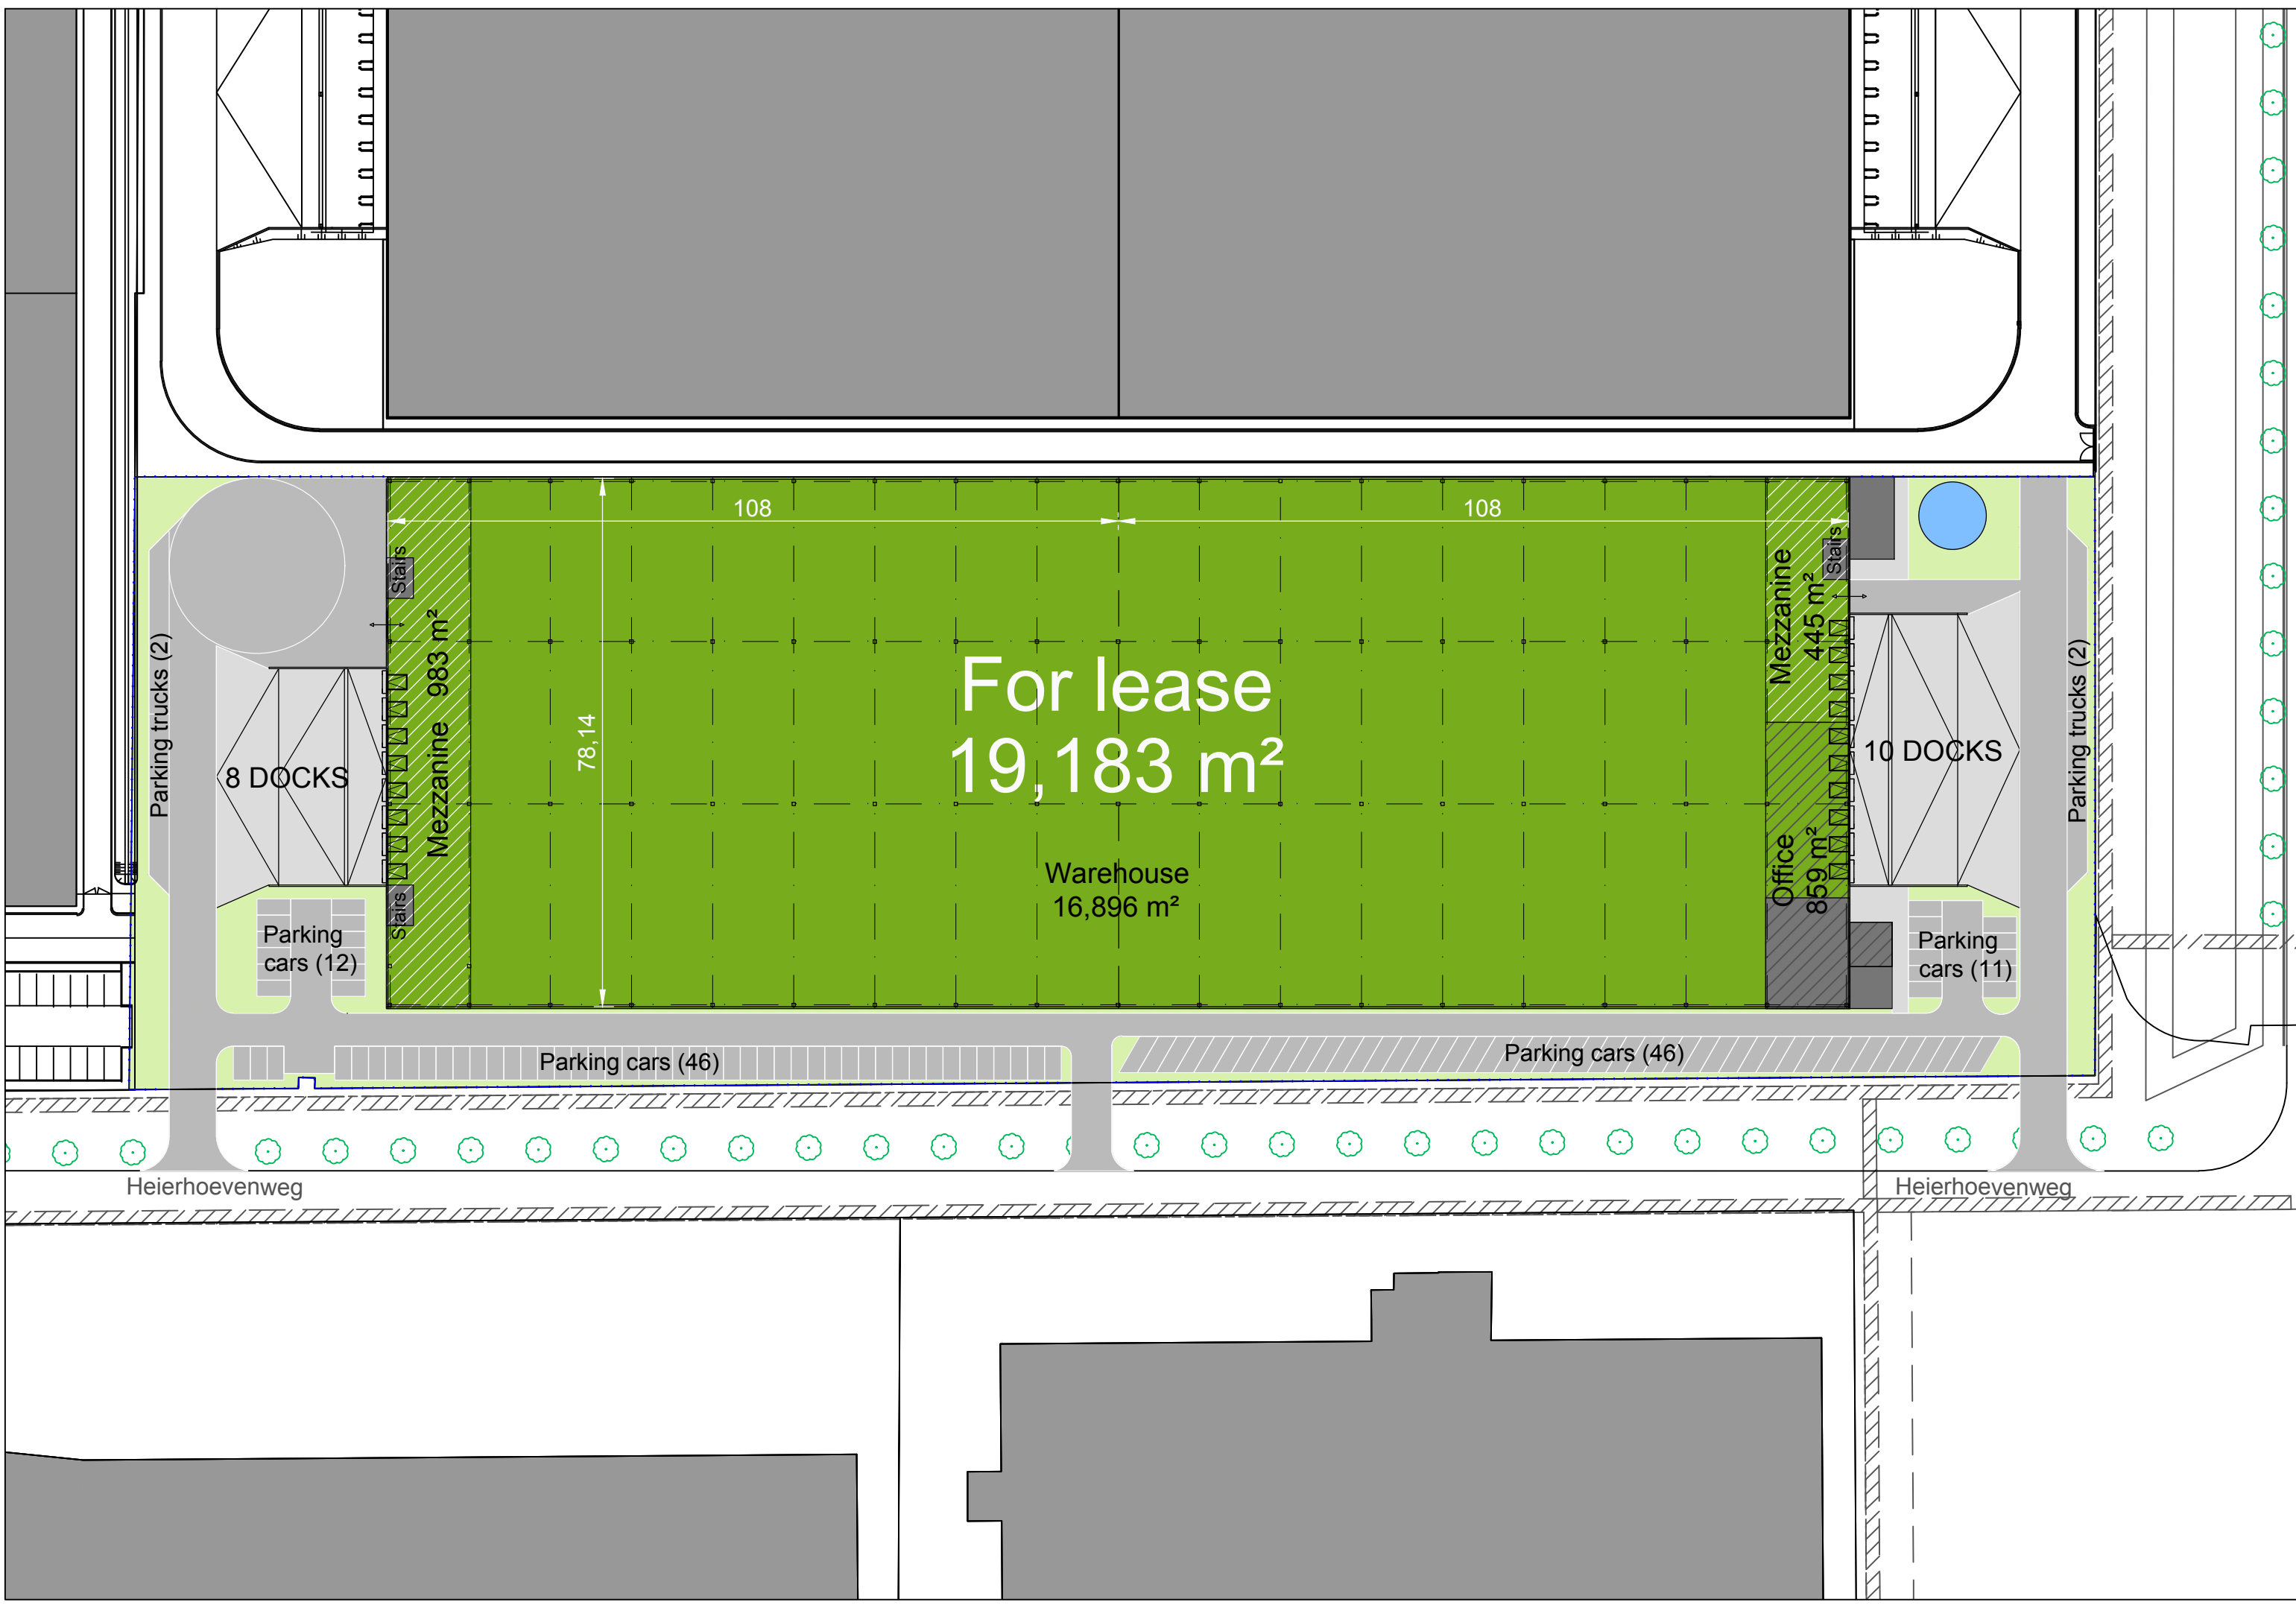 108
108
Stairs
Stairs
Mezzanine 983 m²
Mezzanine
445 m²
78,14
For lease
19,183 m²
Parking trucks (2)
Parking trucks (2)
8 DOCKS
10 DOCKS
Warehouse
16,896 m²
Office
859 m²
Stairs
Parking
cars (12)
Parking
cars (11)
Parking cars (46)
Parking cars (46)
Heierhoevenweg
Heierhoevenweg